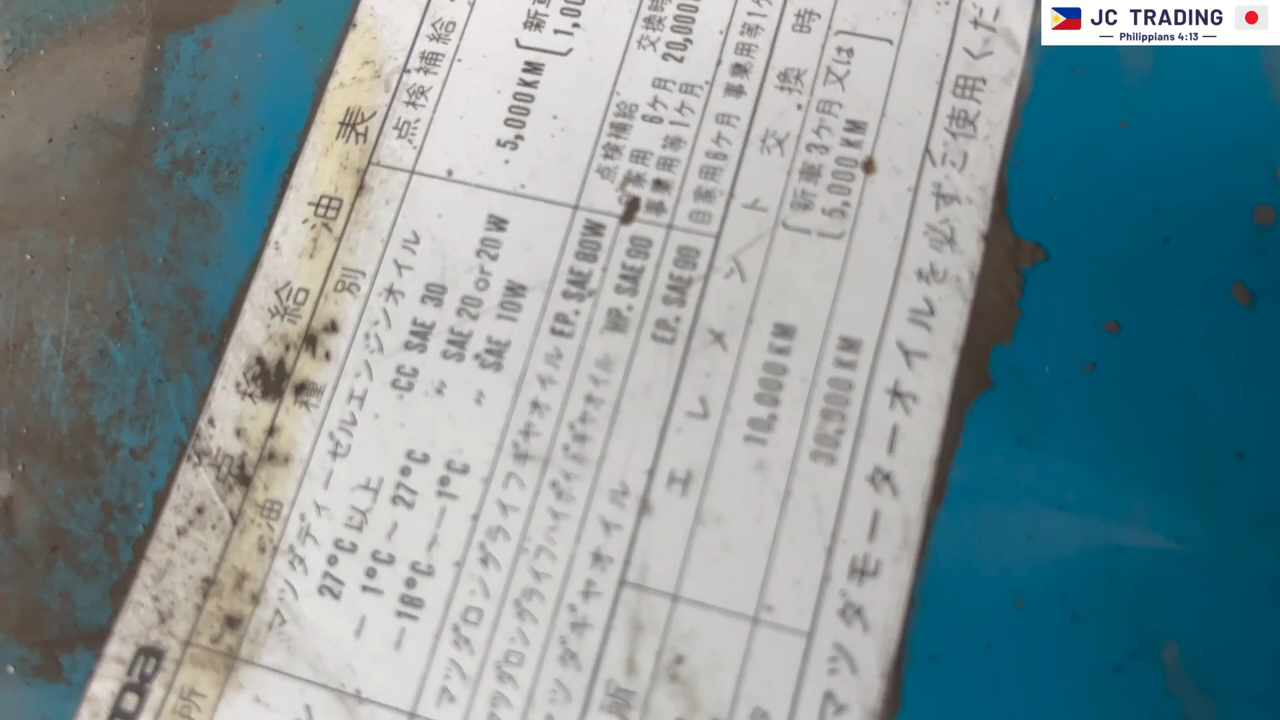 JC TRADING
Philippians 4:13
点検給油表
所
油種別
点検補給
マツダディーゼルエンジンオイル
27°C以上 CC SAE 30
-1°C~27°C 〃 SAE 20 or 20W
-18°C~-1°C 〃 SAE 10W
5,000KM
新車
マツダロングライフギヤオイル EP. SAE 80W
点検補給
マツダロングライフハイポイドギヤオイル HP. SAE 90
自家用 6ケ月
事業用等1ケ月
交換時
20,000
マツダギヤオイル EP. SAE 90
自家用6ケ月 事業用等1ケ
所
エレメント交換時
10,000KM
新車3ケ月又は
5,000KM
マツダモーターオイルを必ずご使用くだ